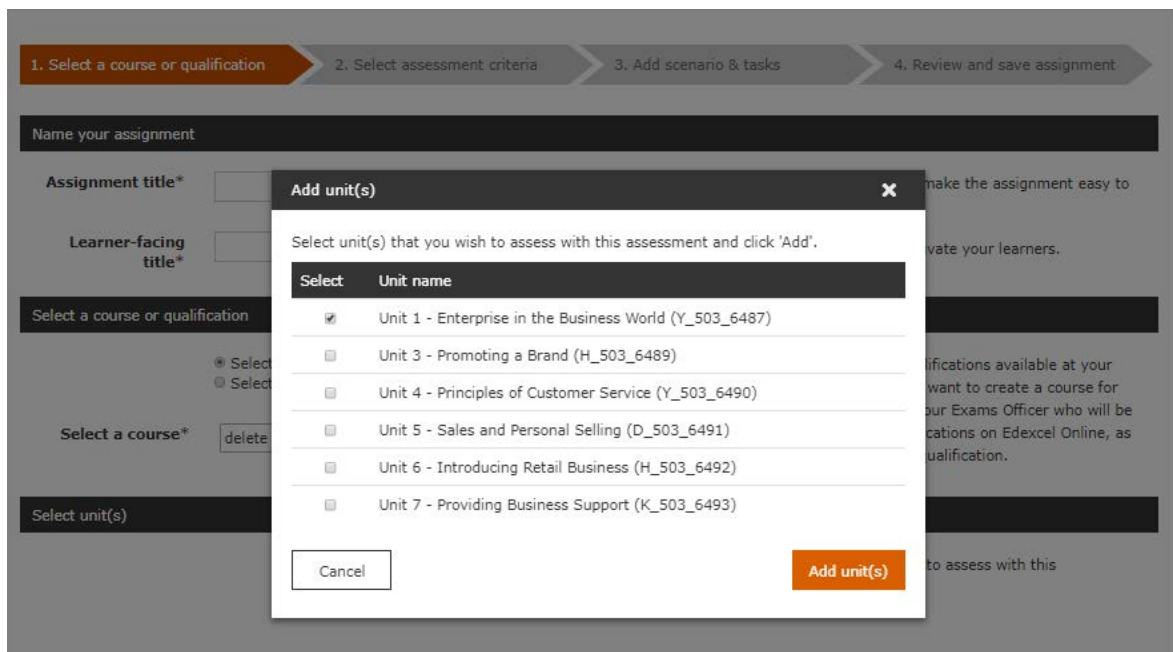 1. Select a course or qualification
2. Select assessment criteria
3. Add scenario & tasks
4. Review and save assignment
Name your assignment
Assignment title*
make the assignment easy to
Learner-facing
title*
vate your learners.
Select a course or qualification
Select
Select
lifications available at your
want to create a course for
our Exams Officer who will be
cations on Edexcel Online, as
ualification.
Select a course*
delete
Select unit(s)
to assess with this
Add unit(s)
Select unit(s) that you wish to assess with this assessment and click 'Add'.
Select Unit name
Unit 1 - Enterprise in the Business World (Y_503_6487)
Unit 3 - Promoting a Brand (H_503_6489)
Unit 4 - Principles of Customer Service (Y_503_6490)
Unit 5 - Sales and Personal Selling (D_503_6491)
Unit 6 - Introducing Retail Business (H_503_6492)
Unit 7 - Providing Business Support (K_503_6493)
Cancel
Add unit(s)